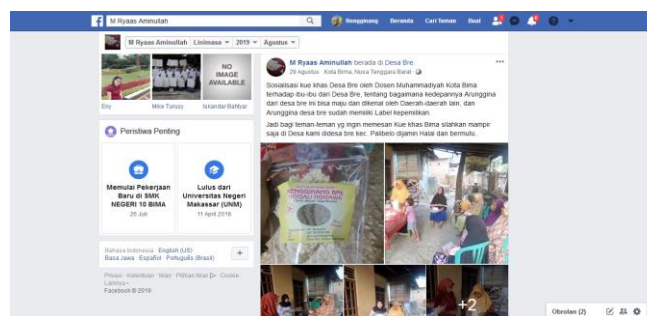 M Ryaas Aminullah
Rengginang
Beranda
Cari Teman
Buat
M Ryaas Aminullah
Linimasa
2019
Agustus
NO
IMAGE
AVAILABLE
Eny
Mira Tunasy
Iskandar Bahtyar
Peristiwa Penting
Memulai Pekerjaan
Baru di SMK
NEGERI 10 BIMA
26 Juli
Lulus dari
Universitas Negeri
Makassar (UNM)
11 April 2018
Bahasa Indonesia · English (US)
Basa Jawa · Español · Português (Brasil)
Privasi · Ketentuan · Iklan · Pilihan Iklan · Cookie ·
Lainnya
Facebook © 2019
M Ryaas Aminullah berada di Desa Bre
29 Agustus · Kota Bima, Nusa Tenggara Barat ·
Sosialisasi kue khas Desa Bre oleh Dosen Muhammadiyah Kota Bima
terhadap ibu-ibu dari Desa Bre, tentang bagaimana kedepannya Arunggina
dari desa bre ini bisa maju dan dikenal oleh Daerah-daerah lain, dan
Arunggina desa bre sudah memiliki Label kepemilikan.
Jadi bagi teman-teman yg ingin memesan Kue khas Bima silahkan mampir
saja di Desa kami didesa bre kec. Palibelo dijamin Halal dan bermutu..
RENGGINANG BRE
+2
Obrolan (2)